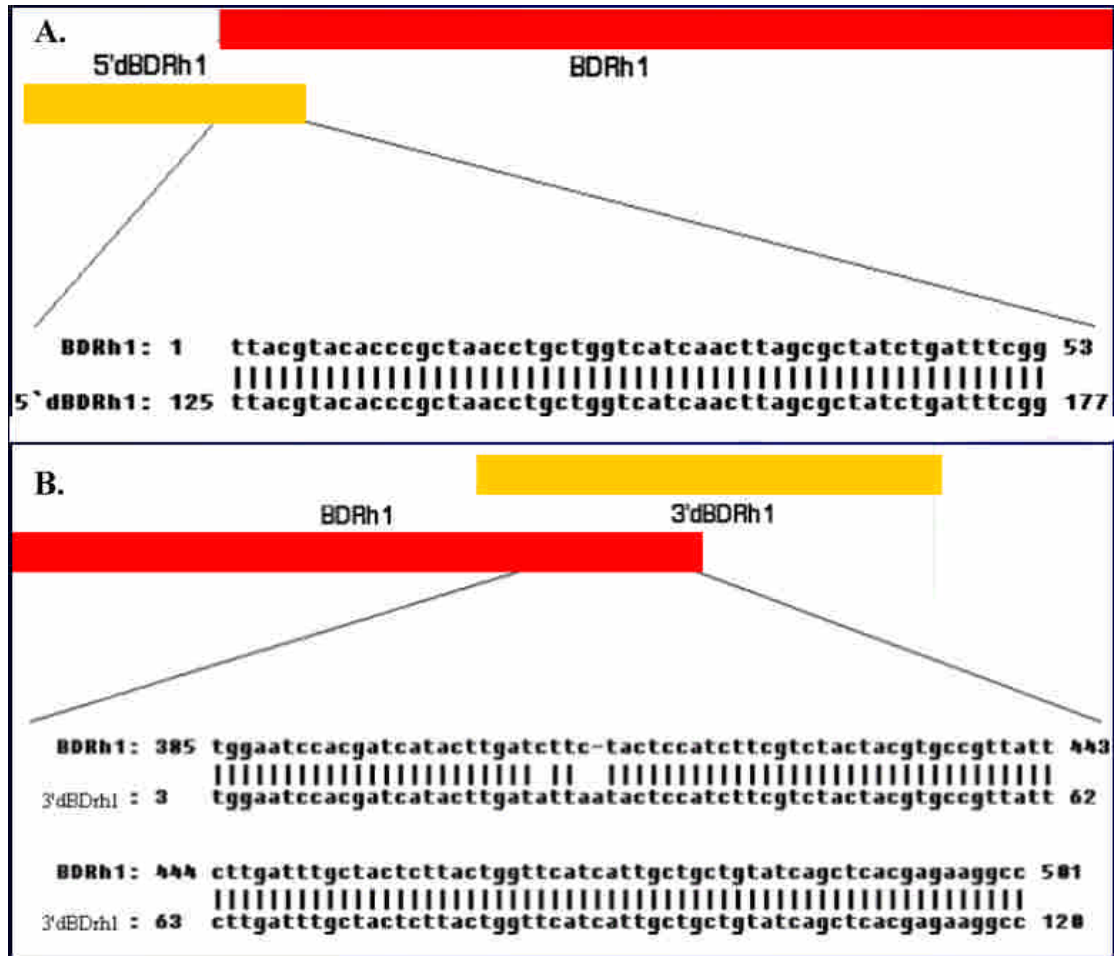 A.
5'dBDRh1
BDRh1
BDRh1: 1 ttacgtacacccgctaacctgctggtcatcaacttagcgctatctgatttcgg 53
5`dBDRh1: 125 ttacgtacacccgctaacctgctggtcatcaacttagcgctatctgatttcgg 177
B.
BDRh1
3'dBDRh1
BDRh1: 385 tggaatccacgatcatacttgatcttc-tactccatcttcgtctactacgtgccgttatt 443
3'dBDrh1 : 3 tggaatccacgatcatacttgatattaatactccatcttcgtctactacgtgccgttatt 62
BDRh1: 444 cttgatttgctactcttactggttcatcattgctgctgtatcagctcacgagaaggcc 501
3'dBDrh1 : 63 cttgatttgctactcttactggttcatcattgctgctgtatcagctcacgagaaggcc 120